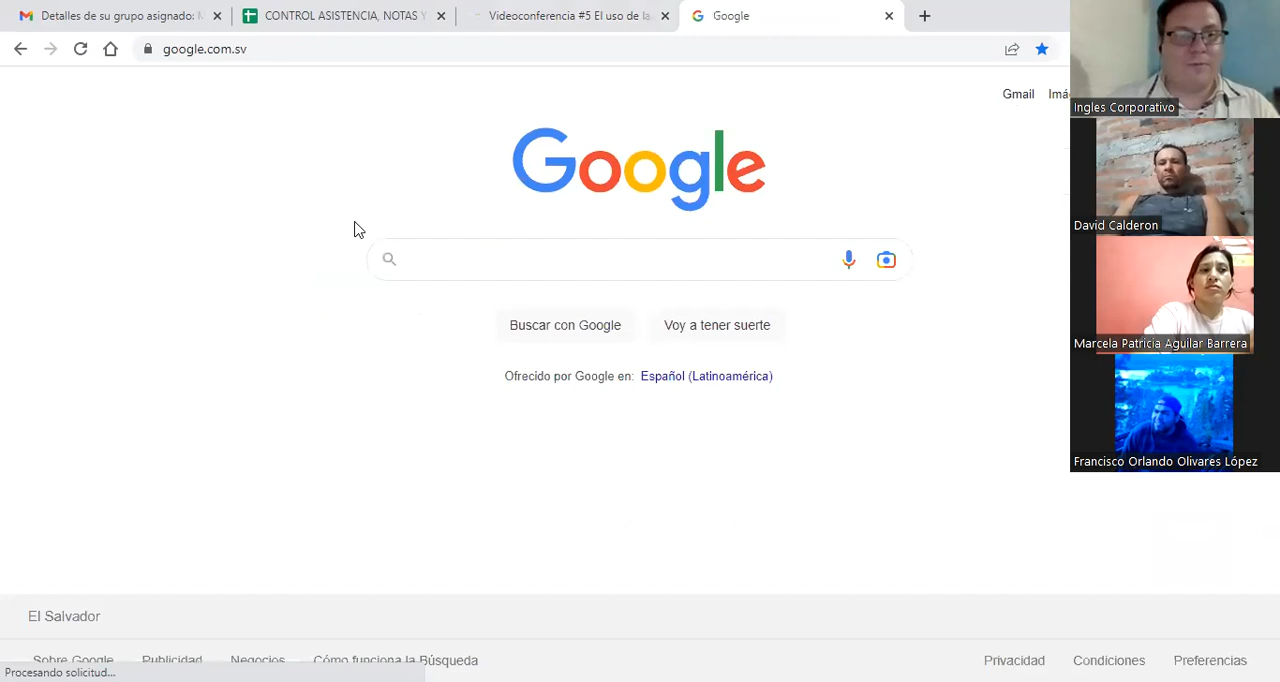 Detalles de su grupo asignado: M
CONTROL ASISTENCIA, NOTAS Y
Videoconferencia #5 El uso de la
Google
google.com.sv
Gmail
Imá
Google
Buscar con Google
Voy a tener suerte
Ofrecido por Google en: Español (Latinoamérica)
El Salvador
Sobre Google
Publicidad
Negocios
Cómo funciona la Búsqueda
Privacidad
Condiciones
Preferencias
Procesando solicitud...
Ingles Corporativo
David Calderon
Marcela Patricia Aguilar Barrera
Francisco Orlando Olivares López